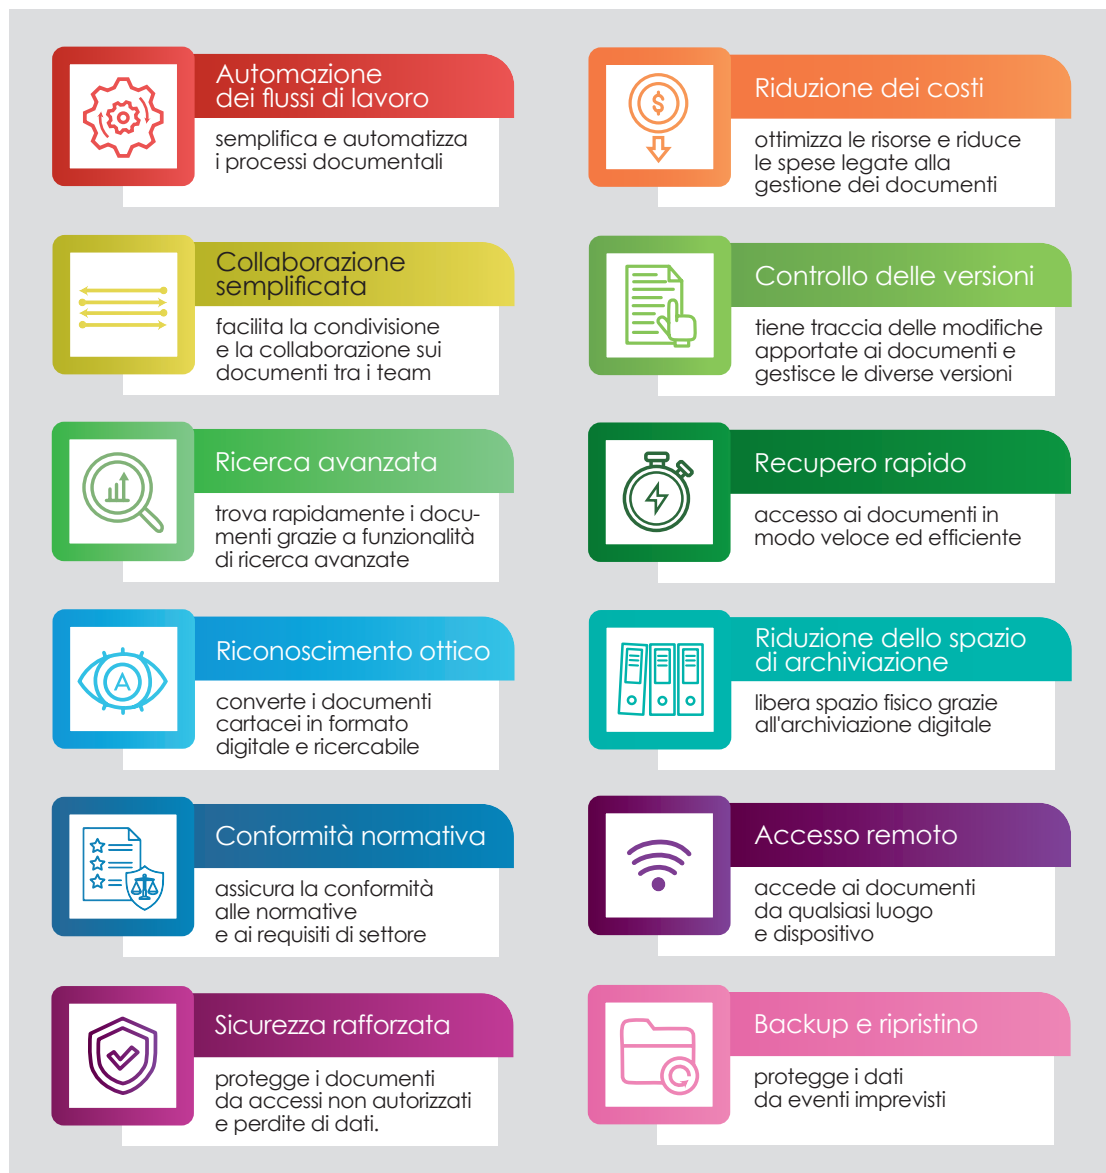 Automazione
dei flussi di lavoro
semplifica e automatizza
i processi documentali
Riduzione dei costi
ottimizza le risorse e riduce
le spese legate alla
gestione dei documenti
Collaborazione
semplificata
facilita la condivisione
e la collaborazione sui
documenti tra i team
Controllo delle versioni
tiene traccia delle modifiche
apportate ai documenti e
gestisce le diverse versioni
Ricerca avanzata
trova rapidamente i docu-
menti grazie a funzionalità
di ricerca avanzate
Recupero rapido
accesso ai documenti in
modo veloce ed efficiente
Riconoscimento ottico
converte i documenti
cartacei in formato
digitale e ricercabile
Riduzione dello spazio
di archiviazione
libera spazio fisico grazie
all'archiviazione digitale
Conformità normativa
assicura la conformità
alle normative
e ai requisiti di settore
Accesso remoto
accede ai documenti
da qualsiasi luogo
e dispositivo
Sicurezza rafforzata
protegge i documenti
da accessi non autorizzati
e perdite di dati.
Backup e ripristino
protegge i dati
da eventi imprevisti
$
A